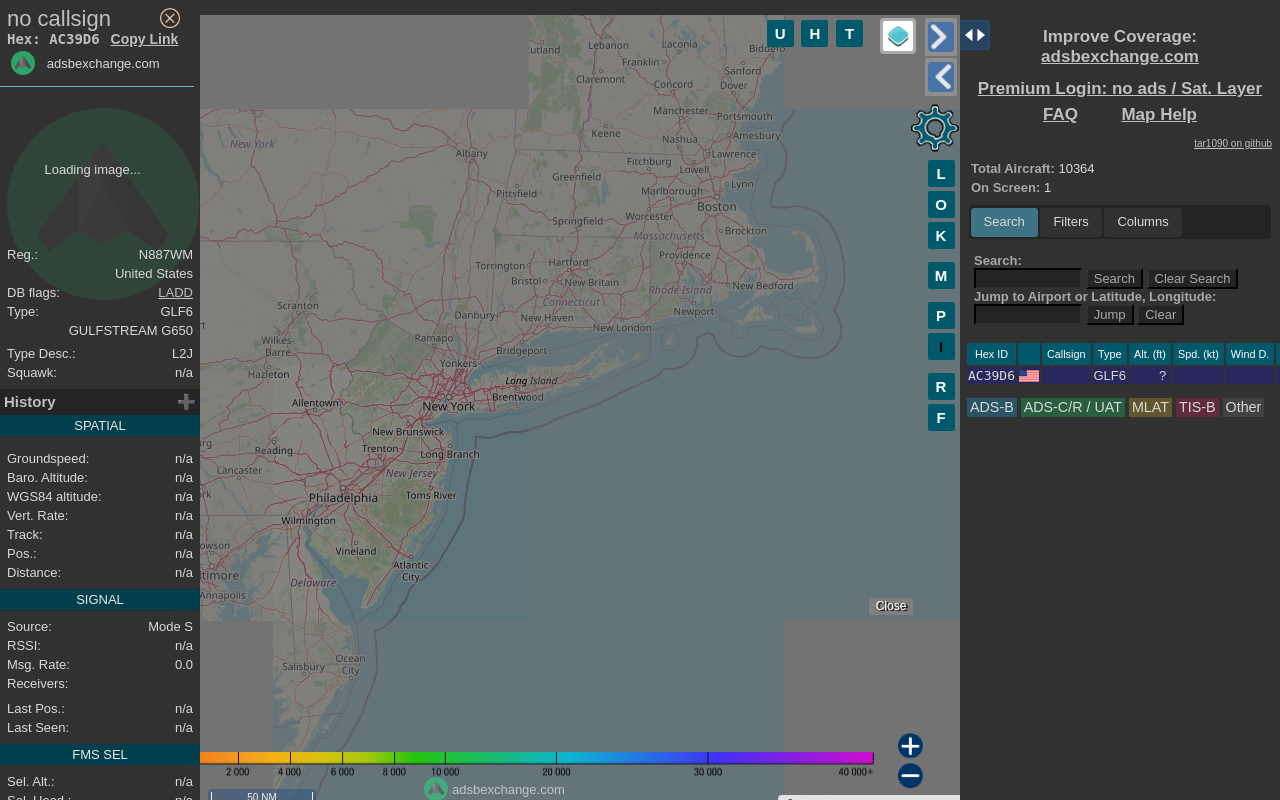 no callsign
Hex: AC39D6 Copy Link
adsbexchange.com
Loading image...
Reg.: N887WM
United States
DB flags: LADD
Type: GLF6
GULFSTREAM G650
Type Desc.: L2J
Squawk: n/a
History
SPATIAL
Groundspeed: n/a
Baro. Altitude: n/a
WGS84 altitude: n/a
Vert. Rate: n/a
Track: n/a
Pos.: n/a
Distance: n/a
SIGNAL
Source: Mode S
RSSI: n/a
Msg. Rate: 0.0
Receivers:
Last Pos.: n/a
Last Seen: n/a
FMS SEL
Sel. Alt.: n/a
U H T
Lebanon
Laconia
Franklin
Claremont
Concord
Sanford
Dover
Manchester
Portsmouth
Keene
Nashua
Amesbury
New York
Albany
Fitchburg
Lawrence
Greenfield
Lowell
Pittsfield
Marlborough
Lynn
Worcester
Boston
Springfield
Massachusetts
Brockton
Torrington
Hartford
Providence
Bristol
New Britain
Rhode Island
New Bedford
Connecticut
Scranton
Danbury
New Haven
Newport
New London
Wilkes-
Barre
Ramapo
Bridgeport
Hazleton
Yonkers
Long Island
Allentown
New York
Brentwood
New Brunswick
Reading
Trenton
Long Branch
Lancaster
New Jersey
Philadelphia
Toms River
Wilmington
Vineland
Atlantic
City
Delaware
Annapolis
Salisbury
Ocean
City
L
O
K
M
P
I
R
F
Close
2 000 4 000 6 000 8 000 10 000 20 000 30 000 40 000+
adsbexchange.com
50 NM
Improve Coverage:
adsbexchange.com
Premium Login: no ads / Sat. Layer
FAQ Map Help
tar1090 on github
Total Aircraft: 10364
On Screen: 1
Search Filters Columns
Search:
Search Clear Search
Jump to Airport or Latitude, Longitude:
Jump Clear
Hex ID Callsign Type Alt. (ft) Spd. (kt) Wind D.
AC39D6 GLF6 ?
ADS-B ADS-C/R / UAT MLAT TIS-B Other